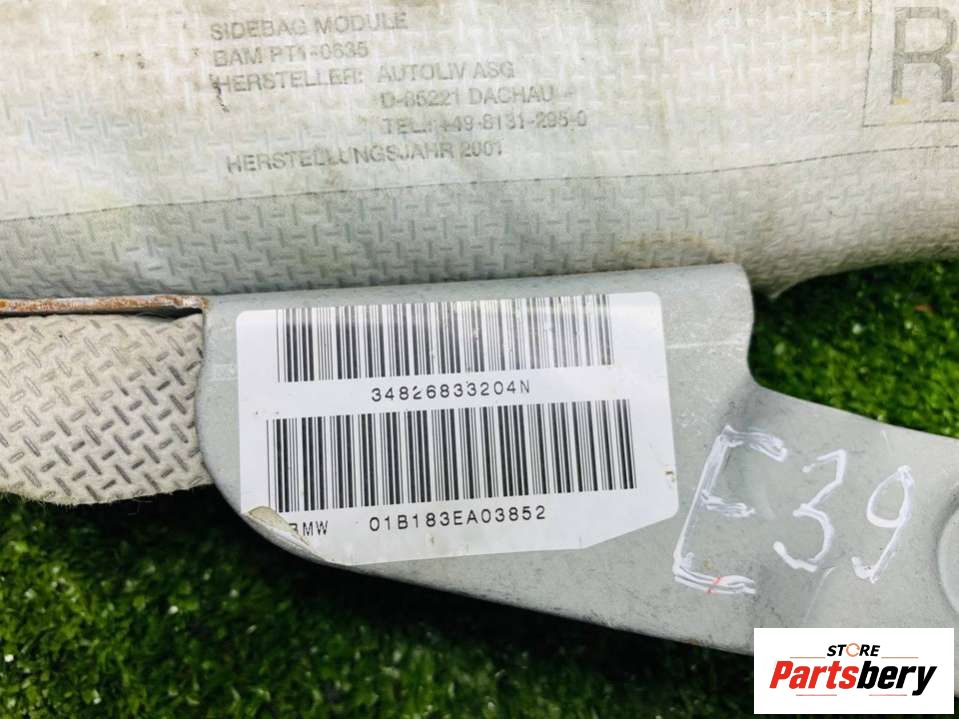 SIDEBAG MODULE
BAM PT1-0635
HERSTELLER: AUTOLIV ASG
D-85221 DACHAU
TEL.: +49-8131-295-0
HERSTELLUNGSJAHR 2001
R
34826833204N
BMW 01B183EA03852
E39
STORE
Partsbery